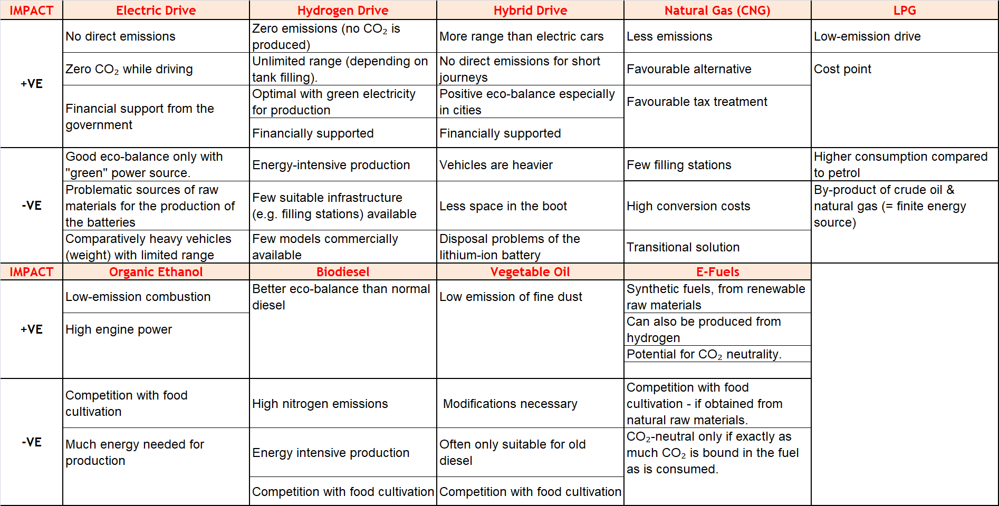 IMPACT Electric Drive Hydrogen Drive Hybrid Drive Natural Gas (CNG) LPG
+VE
No direct emissions
Zero emissions (no CO₂ is
produced)
More range than electric cars
Less emissions
Low-emission drive
Zero CO₂ while driving
Unlimited range (depending on
tank filling).
No direct emissions for short
journeys
Favourable alternative
Cost point
Financial support from the
government
Optimal with green electricity
for production
Positive eco-balance especially
in cities
Favourable tax treatment
Financially supported
Financially supported
-VE
Good eco-balance only with
"green" power source.
Energy-intensive production
Vehicles are heavier
Few filling stations
Higher consumption compared
to petrol
Problematic sources of raw
materials for the production of
the batteries
Few suitable infrastructure
(e.g. filling stations) available
Less space in the boot
High conversion costs
By-product of crude oil &
natural gas (= finite energy
source)
Comparatively heavy vehicles
(weight) with limited range
Few models commercially
available
Disposal problems of the
lithium-ion battery
Transitional solution
IMPACT Organic Ethanol Biodiesel Vegetable Oil E-Fuels
+VE
Low-emission combustion
Better eco-balance than normal
diesel
Low emission of fine dust
Synthetic fuels, from renewable
raw materials
High engine power
Can also be produced from
hydrogen
Potential for CO₂ neutrality.
-VE
Competition with food
cultivation
High nitrogen emissions
Modifications necessary
Competition with food
cultivation - if obtained from
natural raw materials.
Much energy needed for
production
Energy intensive production
Often only suitable for old
diesel
CO₂-neutral only if exactly as
much CO₂ is bound in the fuel
as is consumed.
Competition with food cultivation
Competition with food cultivation